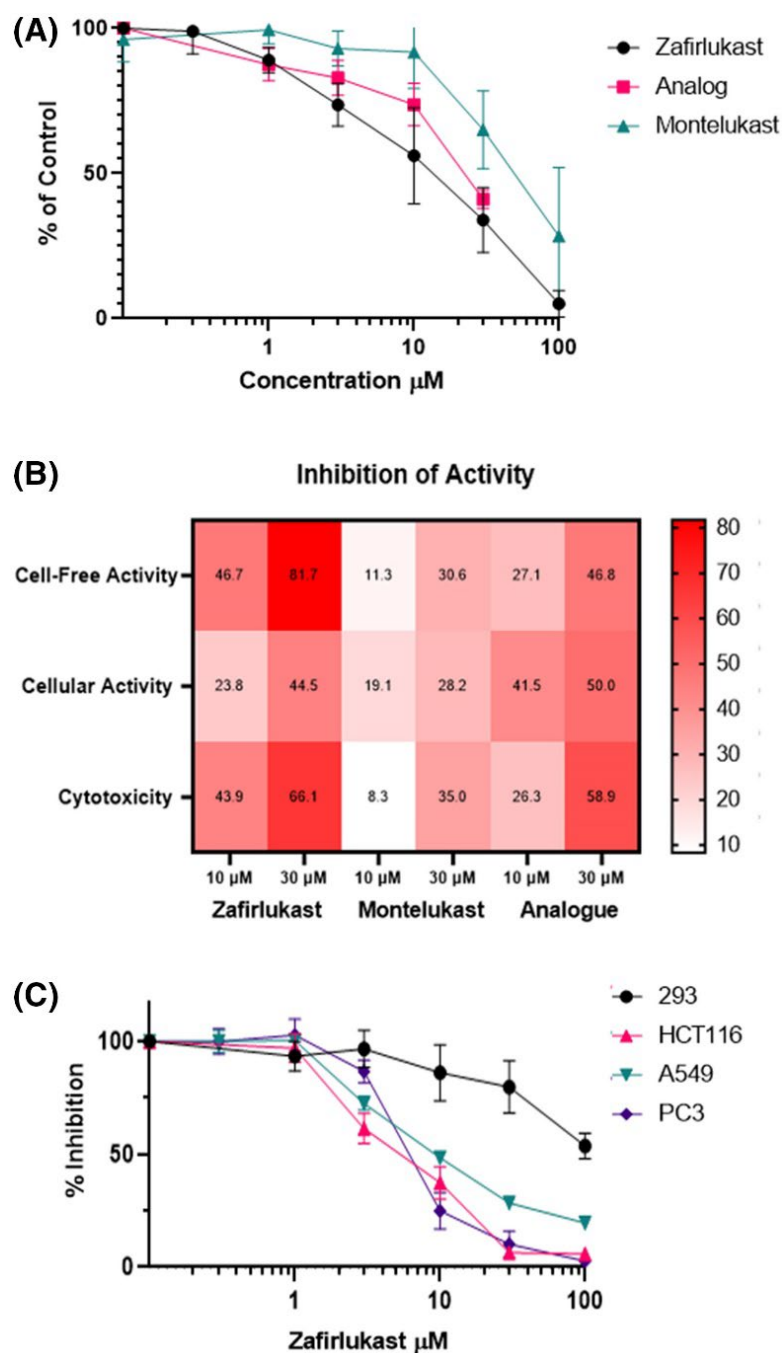 (A)
100
50
0
% of Control
1
10
100
Concentration μM
Zafirlukast
Analog
Montelukast
(B)
Inhibition of Activity
Cell-Free Activity
46.7 81.7 11.3 30.6 27.1 46.8
Cellular Activity
23.8 44.5 19.1 28.2 41.5 50.0
Cytotoxicity
43.9 66.1 8.3 35.0 26.3 58.9
10 μM 30 μM 10 μM 30 μM 10 μM 30 μM
Zafirlukast Montelukast Analogue
80
70
60
50
40
30
20
10
(C)
100
50
0
% Inhibition
1
10
100
Zafirlukast μM
293
HCT116
A549
PC3